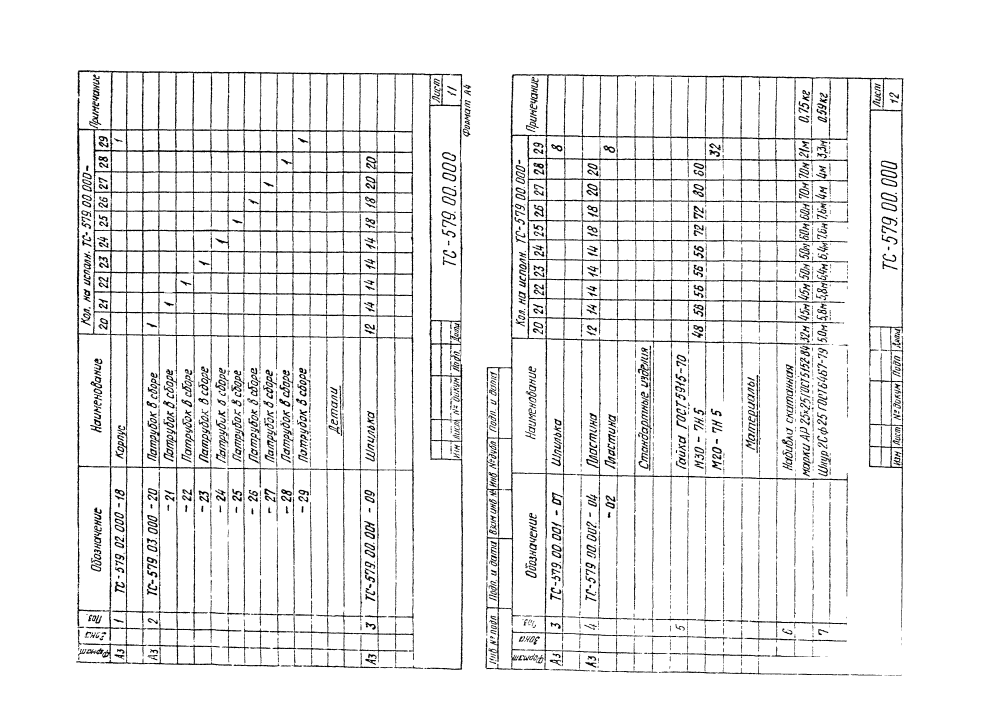 Формат Зона Поз. Обозначение Наименование Кол. на исполн. ТС-579.00.000- Примечание
20 21 22 23 24 25 26 27 28 29
А3 1 ТС-579.02.000-18 Корпус 1
А3 2 ТС-579.03.000-20 Патрубок в сборе 1
-21 Патрубок в сборе 1
-22 Патрубок в сборе 1
-23 Патрубок в сборе 1
-24 Патрубок в сборе 1
-25 Патрубок в сборе 1
-26 Патрубок в сборе 1
-27 Патрубок в сборе 1
-28 Патрубок в сборе 1
-29 Патрубок в сборе 1
Детали
А3 3 ТС-579.00.001-09 Шпилька 12 14 14 14 14 18 18 20 20
Изм Лист № докум Подп. Дата
ТС-579.00.000
Лист
11
Формат А4
Инв № подл Подп. и дата Взам инв № Инв № дубл Подп. и дата
Формат Зона Поз. Обозначение Наименование Кол. на исполн. ТС-579.00.000- Примечание
20 21 22 23 24 25 26 27 28 29
А3 3 ТС-579.00.001-07 Шпилька 8
А3 4 ТС-579.00.002-04 Пластина 12 14 14 14 14 18 18 20 20
-02 Пластина 8
Стандартные изделия
5 Гайка ГОСТ 5915-70
М30-7Н 5 48 56 56 56 56 72 72 80 80
М20-7Н 5 32
Материалы
6 Набивка скатанная
марки АП 25×25 ГОСТ 5152-84 32м 45м 45м 50м 50м 60м 60м 70м 70м 21м 0,75 кг
7 Шнур 2Сф 25 ГОСТ 6467-79 5.0м 5,8м 5,8м 6,4м 6,4м 7.6м 7,6м 4м 4м 3,3м 0.59 кг
Изм Лист № докум Подп Дата
ТС-579.00.000
Лист
12